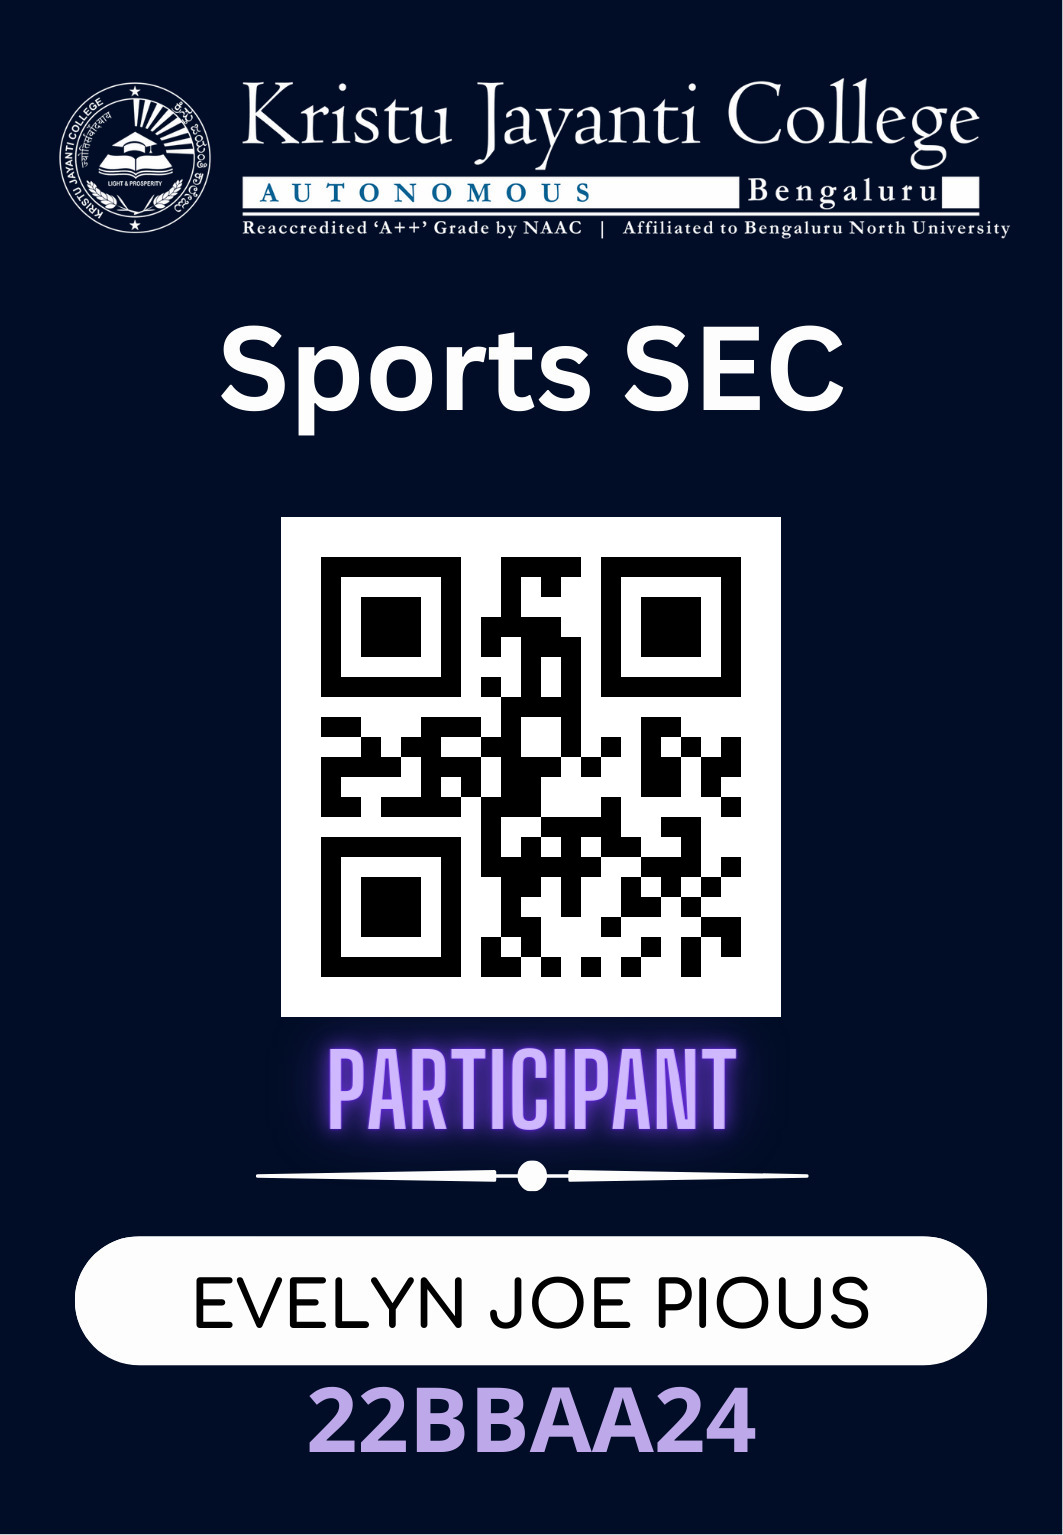 KRISTU JAYANTI COLLEGE
ज्योतिसंवादयाय
LIGHT & PROSPERITY
Kristu Jayanti College
AUTONOMOUS Bengaluru
Reaccredited ‘A++’ Grade by NAAC | Affiliated to Bengaluru North University
Sports SEC
PARTICIPANT
EVELYN JOE PIOUS
22BBAA24